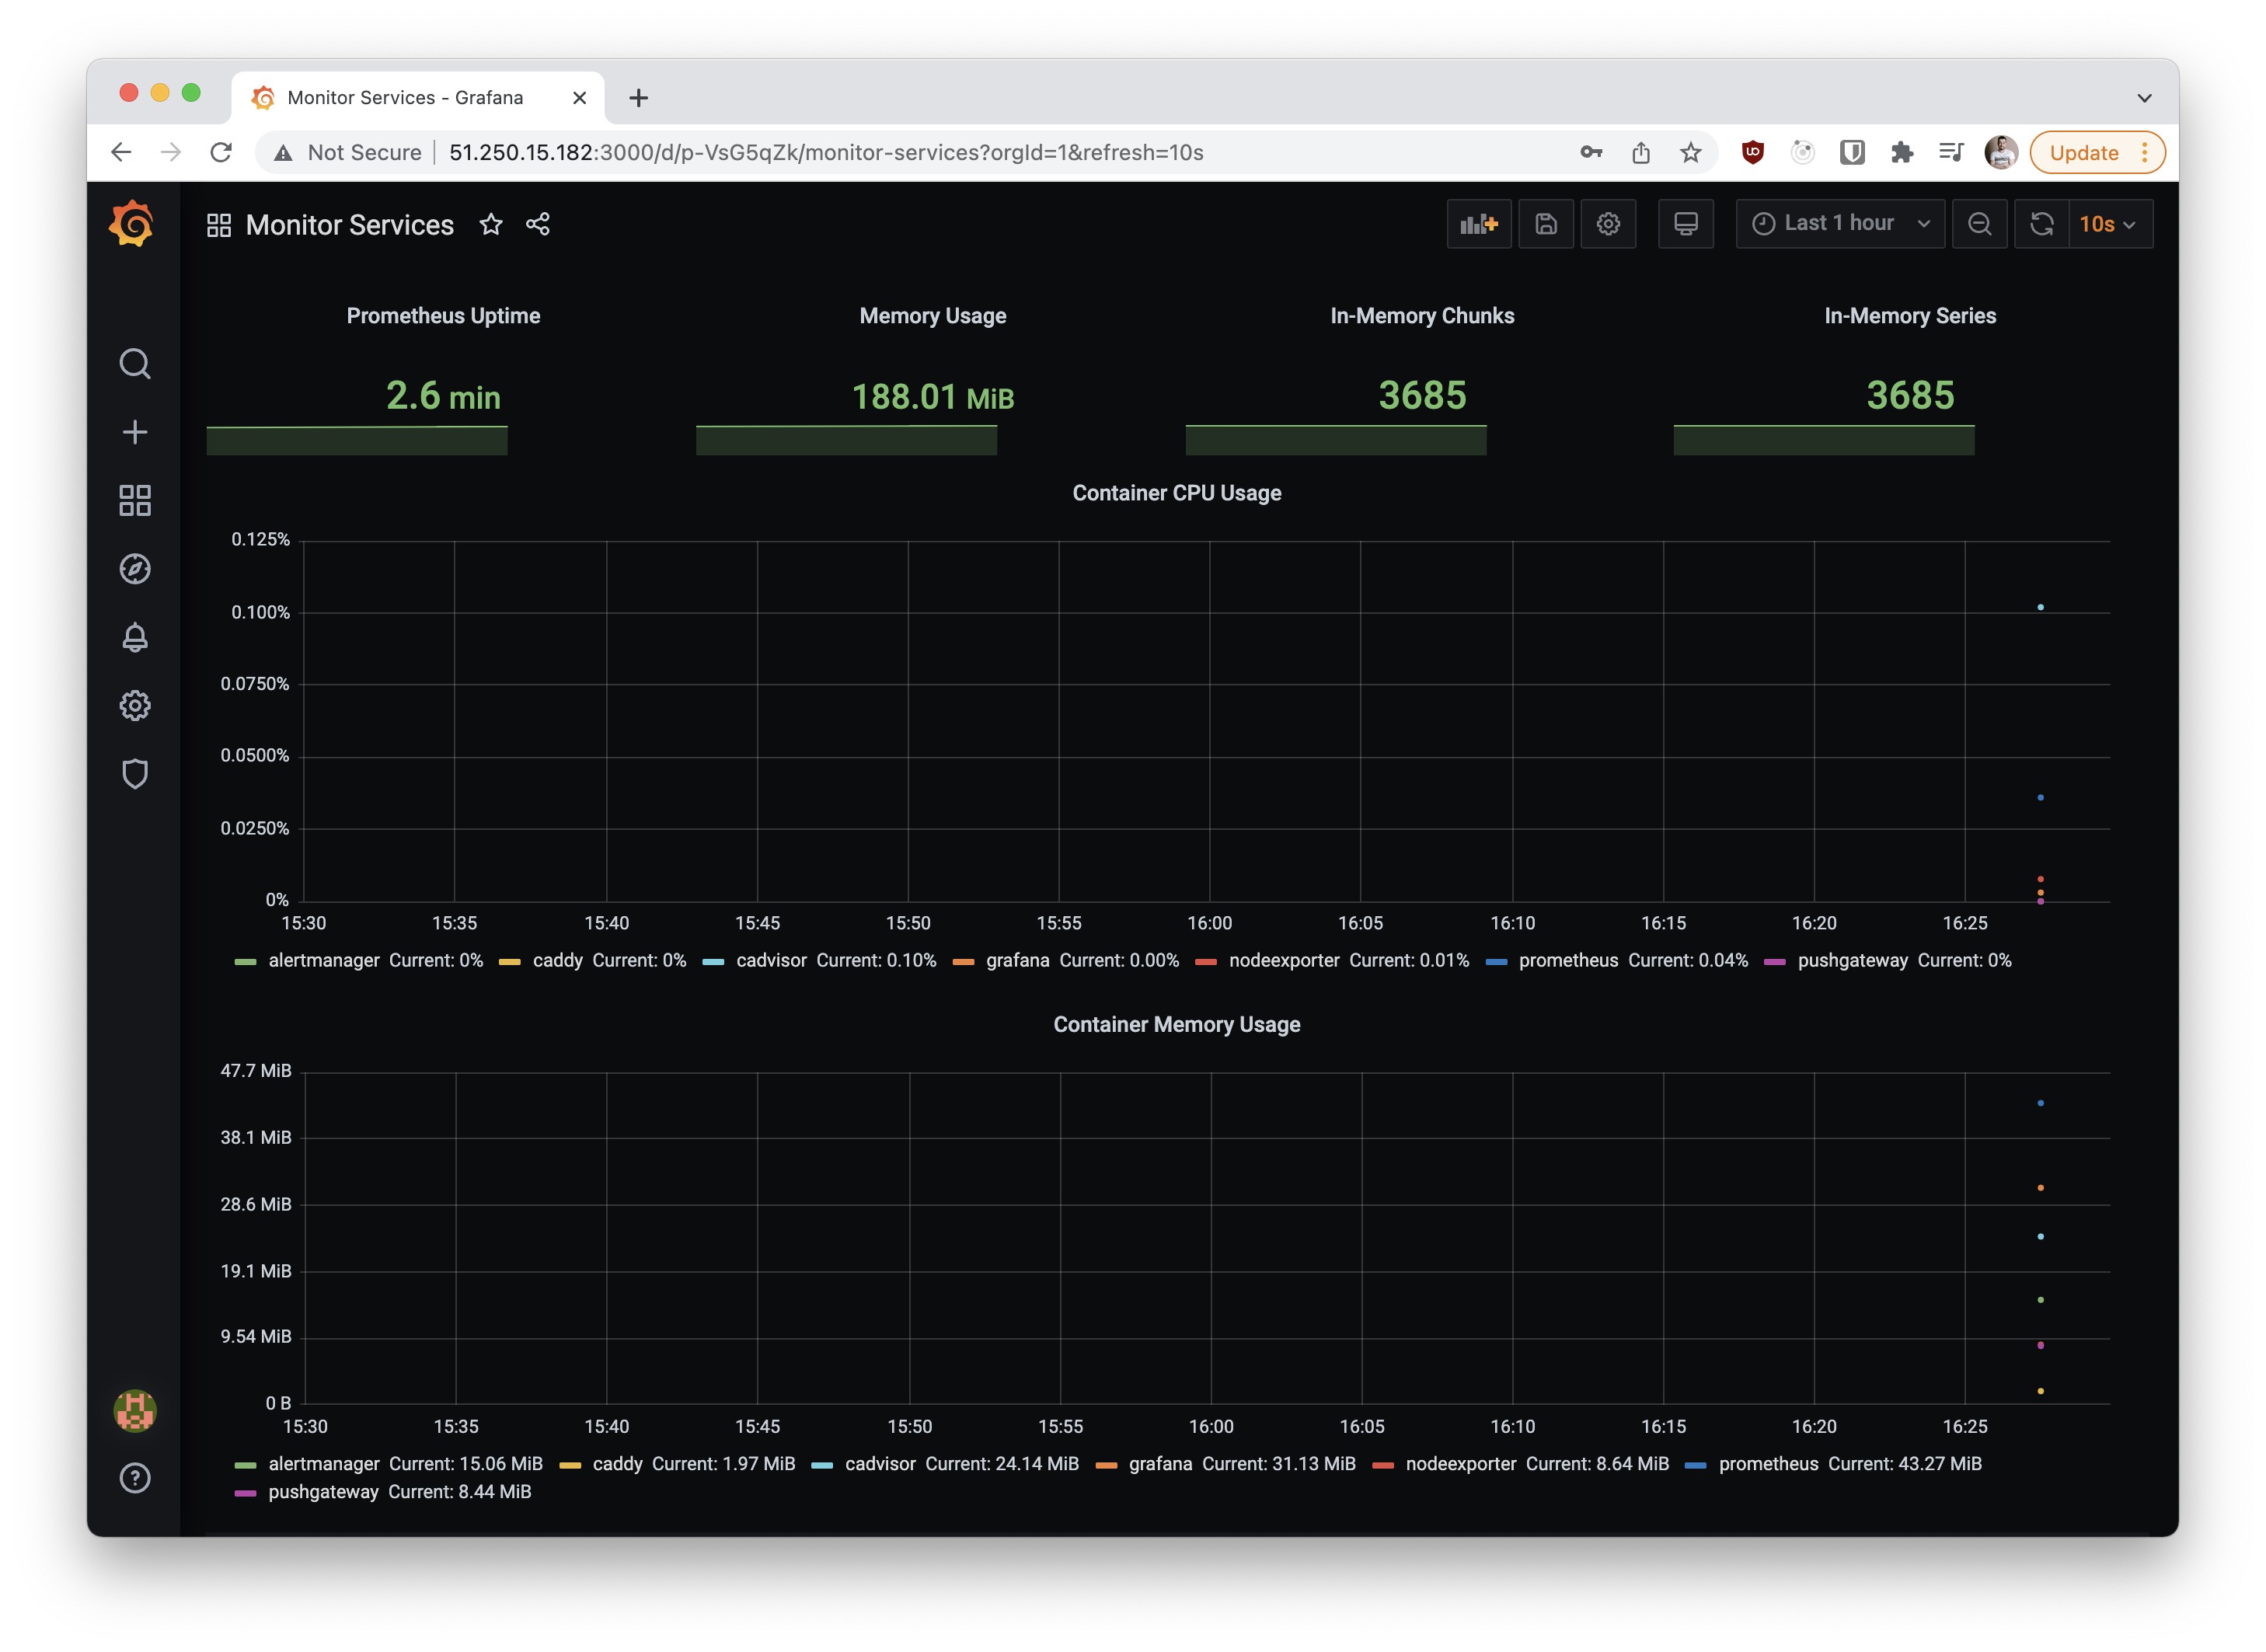 Monitor Services - Grafana
Not Secure 51.250.15.182:3000/d/p-VsG5qZk/monitor-services?orgId=1&refresh=10s
Update
Monitor Services
Last 1 hour
10s
Prometheus Uptime Memory Usage In-Memory Chunks In-Memory Series
2.6 min 188.01 MiB 3685 3685
Container CPU Usage
0.125%
0.100%
0.0750%
0.0500%
0.0250%
0%
15:30 15:35 15:40 15:45 15:50 15:55 16:00 16:05 16:10 16:15 16:20 16:25
alertmanager Current: 0% caddy Current: 0% cadvisor Current: 0.10% grafana Current: 0.00% nodeexporter Current: 0.01% prometheus Current: 0.04% pushgateway Current: 0%
Container Memory Usage
47.7 MiB
38.1 MiB
28.6 MiB
19.1 MiB
9.54 MiB
0 B
15:30 15:35 15:40 15:45 15:50 15:55 16:00 16:05 16:10 16:15 16:20 16:25
alertmanager Current: 15.06 MiB caddy Current: 1.97 MiB cadvisor Current: 24.14 MiB grafana Current: 31.13 MiB nodeexporter Current: 8.64 MiB prometheus Current: 43.27 MiB
pushgateway Current: 8.44 MiB